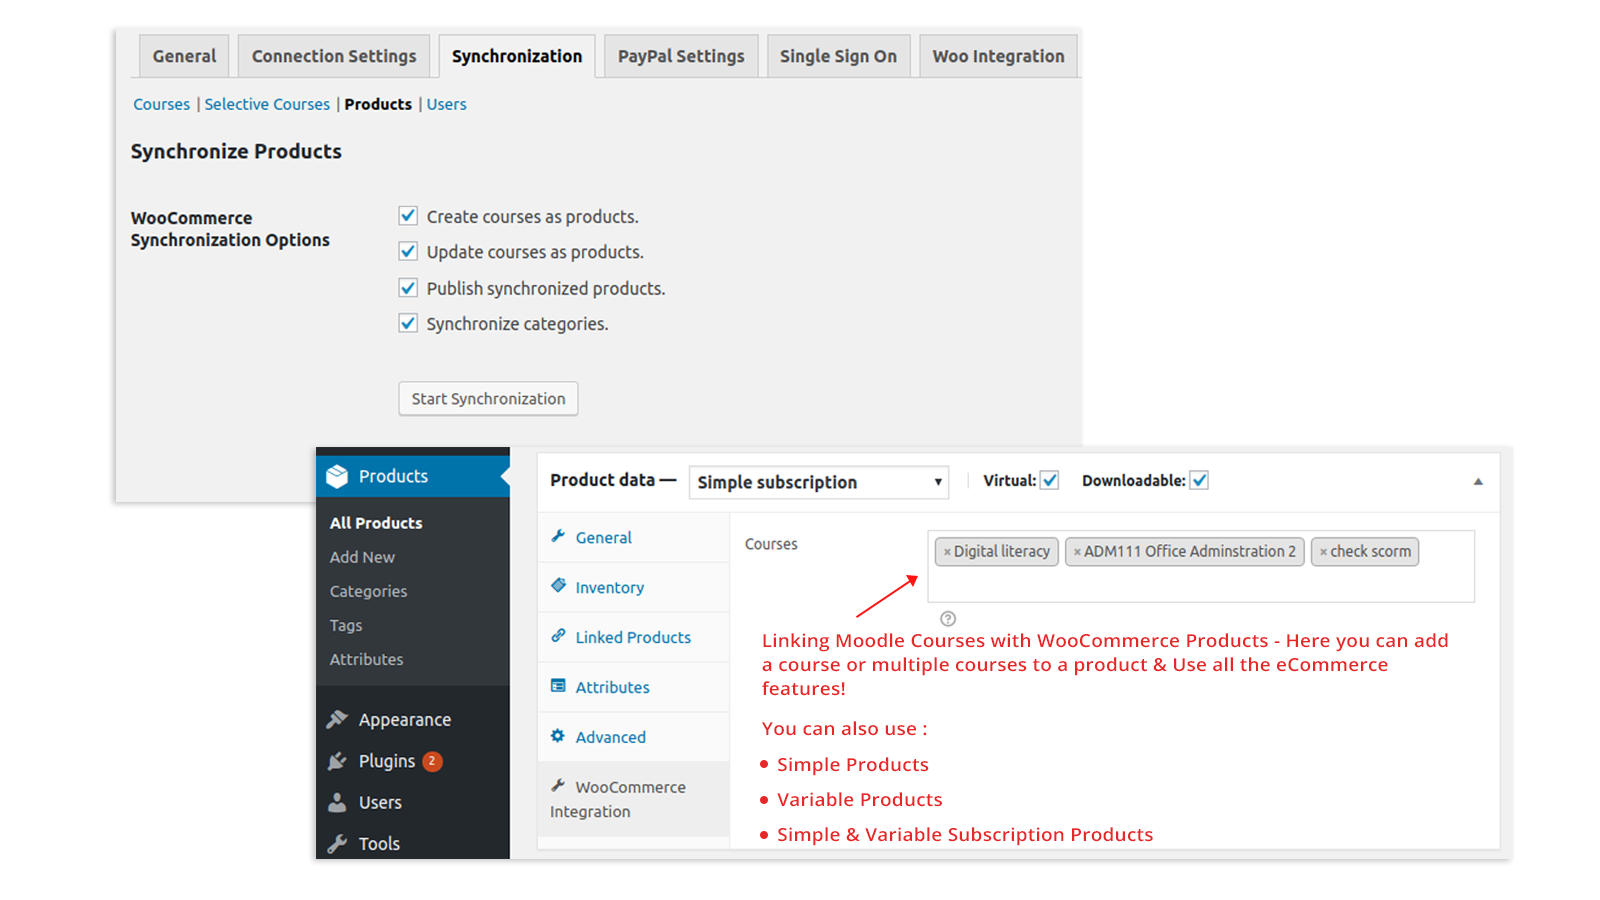 General Connection Settings Synchronization PayPal Settings Single Sign On Woo Integration
Courses | Selective Courses | Products | Users
Synchronize Products
WooCommerce
Synchronization Options
Create courses as products.
Update courses as products.
Publish synchronized products.
Synchronize categories.
Start Synchronization
Products
All Products
Add New
Categories
Tags
Attributes
Appearance
Plugins 2
Users
Tools
Product data — Simple subscription Virtual: Downloadable:
General
Inventory
Linked Products
Attributes
Advanced
WooCommerce
Integration
Courses
× Digital literacy × ADM111 Office Adminstration 2 × check scorm
?
Linking Moodle Courses with WooCommerce Products - Here you can add
a course or multiple courses to a product & Use all the eCommerce
features!
You can also use :
• Simple Products
• Variable Products
• Simple & Variable Subscription Products